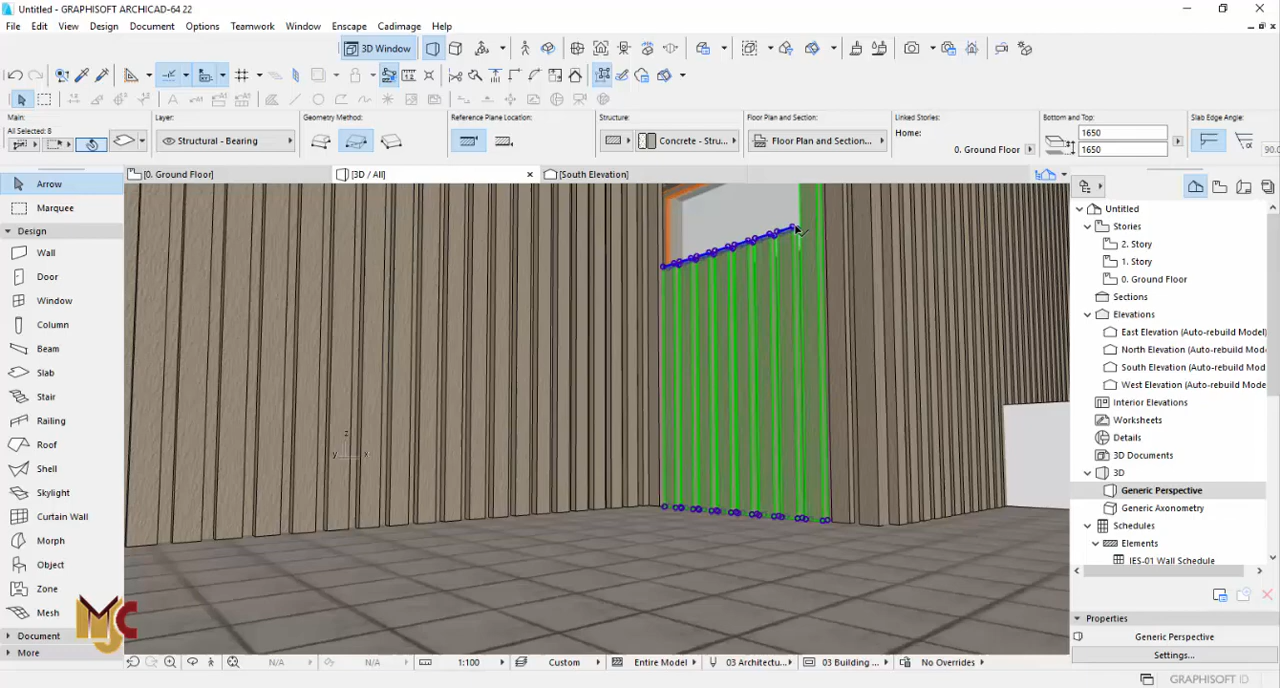 Untitled - GRAPHISOFT ARCHICAD-64 22
File Edit View Design Document Options Teamwork Window Enscape Cadimage Help
3D Window
Main:
All Selected: 8
Layer:
Structural - Bearing
Geometry Method:
Reference Plane Location:
Structure:
Concrete - Stru...
Floor Plan and Section:
Floor Plan and Section...
Linked Stories:
Home:
0. Ground Floor
Bottom and Top:
1650
1650
Slab Edge Angle:
90.0
[0. Ground Floor]
[3D / All]
[South Elevation]
Arrow
Marquee
Design
Wall
Door
Window
Column
Beam
Slab
Stair
Railing
Roof
Shell
Skylight
Curtain Wall
Morph
Object
Zone
Mesh
Document
More
MJC
z
y
x
Untitled
Stories
2. Story
1. Story
0. Ground Floor
Sections
Elevations
East Elevation (Auto-rebuild Model)
North Elevation (Auto-rebuild Mode
South Elevation (Auto-rebuild Mod
West Elevation (Auto-rebuild Mode
Interior Elevations
Worksheets
Details
3D Documents
3D
Generic Perspective
Generic Axonometry
Schedules
Elements
IES-01 Wall Schedule
Properties
Generic Perspective
Settings...
N/A
N/A
1:100
Custom
Entire Model
03 Architectu...
03 Building ...
No Overrides
GRAPHISOFT ID